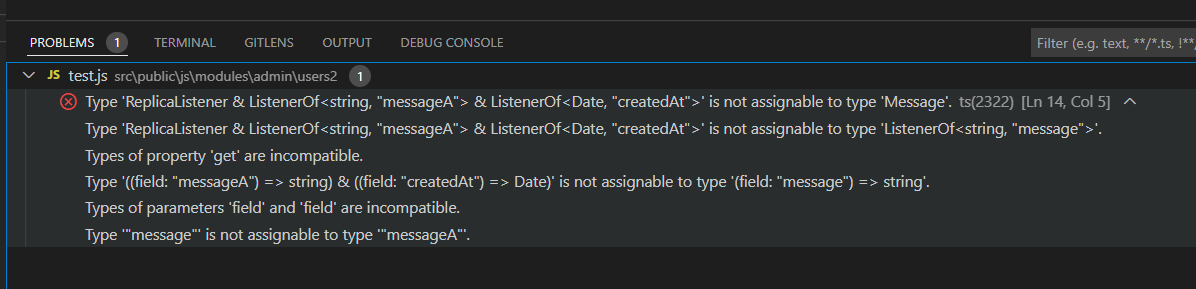 PROBLEMS 1 TERMINAL GITLENS OUTPUT DEBUG CONSOLE Filter (e.g. text, **/*.ts, !**
JS test.js src\public\js\modules\admin\users2 1
Type 'ReplicaListener & ListenerOf<string, "messageA"> & ListenerOf<Date, "createdAt">' is not assignable to type 'Message'. ts(2322) [Ln 14, Col 5]
Type 'ReplicaListener & ListenerOf<string, "messageA"> & ListenerOf<Date, "createdAt">' is not assignable to type 'ListenerOf<string, "message">'.
Types of property 'get' are incompatible.
Type '((field: "messageA") => string) & ((field: "createdAt") => Date)' is not assignable to type '(field: "message") => string'.
Types of parameters 'field' and 'field' are incompatible.
Type '"message"' is not assignable to type '"messageA"'.